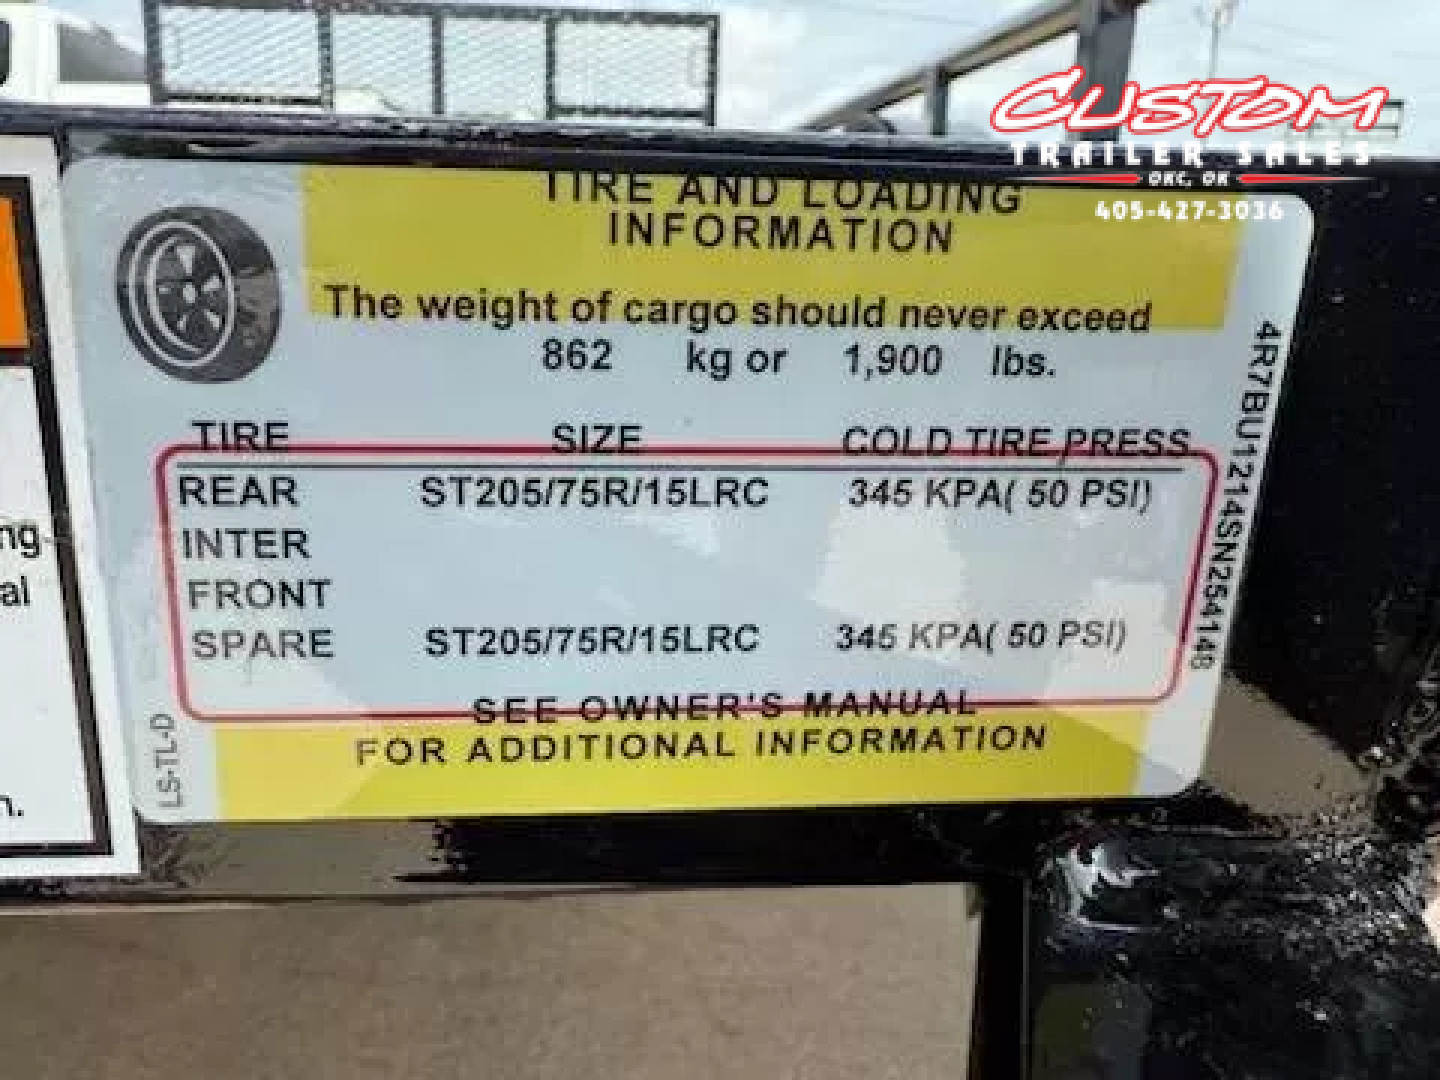 CUSTOM
TRAILER SALES
OKC, OK
405-427-3036
TIRE AND LOADING
INFORMATION
The weight of cargo should never exceed
862 kg or 1,900 lbs.
TIRE SIZE COLD TIRE PRESS.
REAR ST205/75R/15LRC 345 KPA( 50 PSI)
INTER
FRONT
SPARE ST205/75R/15LRC 345 KPA( 50 PSI)
SEE OWNER'S MANUAL
FOR ADDITIONAL INFORMATION
LS-TL-D
4R7BU1214SN254148
ng
al
n.